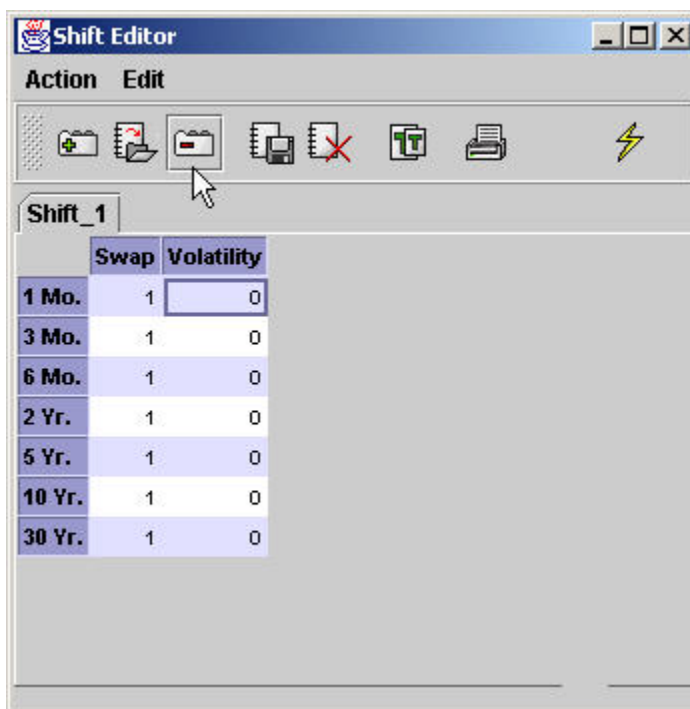 Shift Editor
Action Edit
Shift_1
Swap Volatility
1 Mo. 1 0
3 Mo. 1 0
6 Mo. 1 0
2 Yr. 1 0
5 Yr. 1 0
10 Yr. 1 0
30 Yr. 1 0